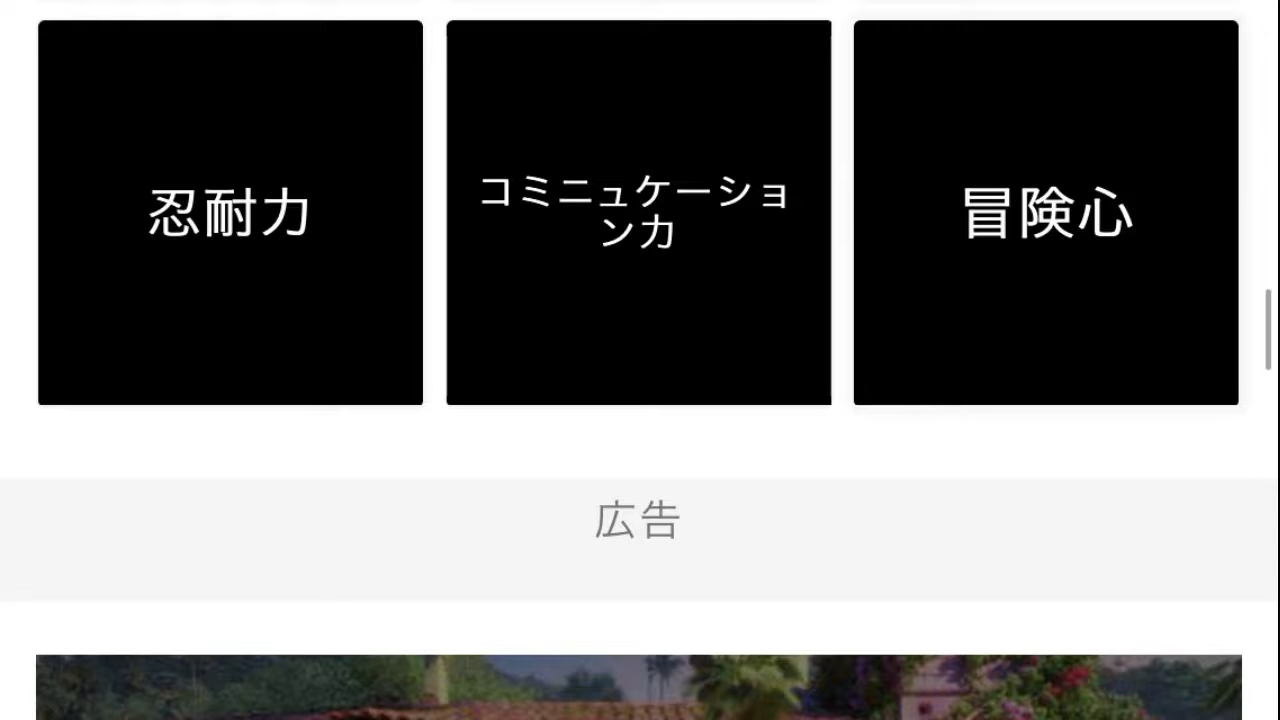 忍耐力
コミニュケーショ
ン力
冒険心
広告